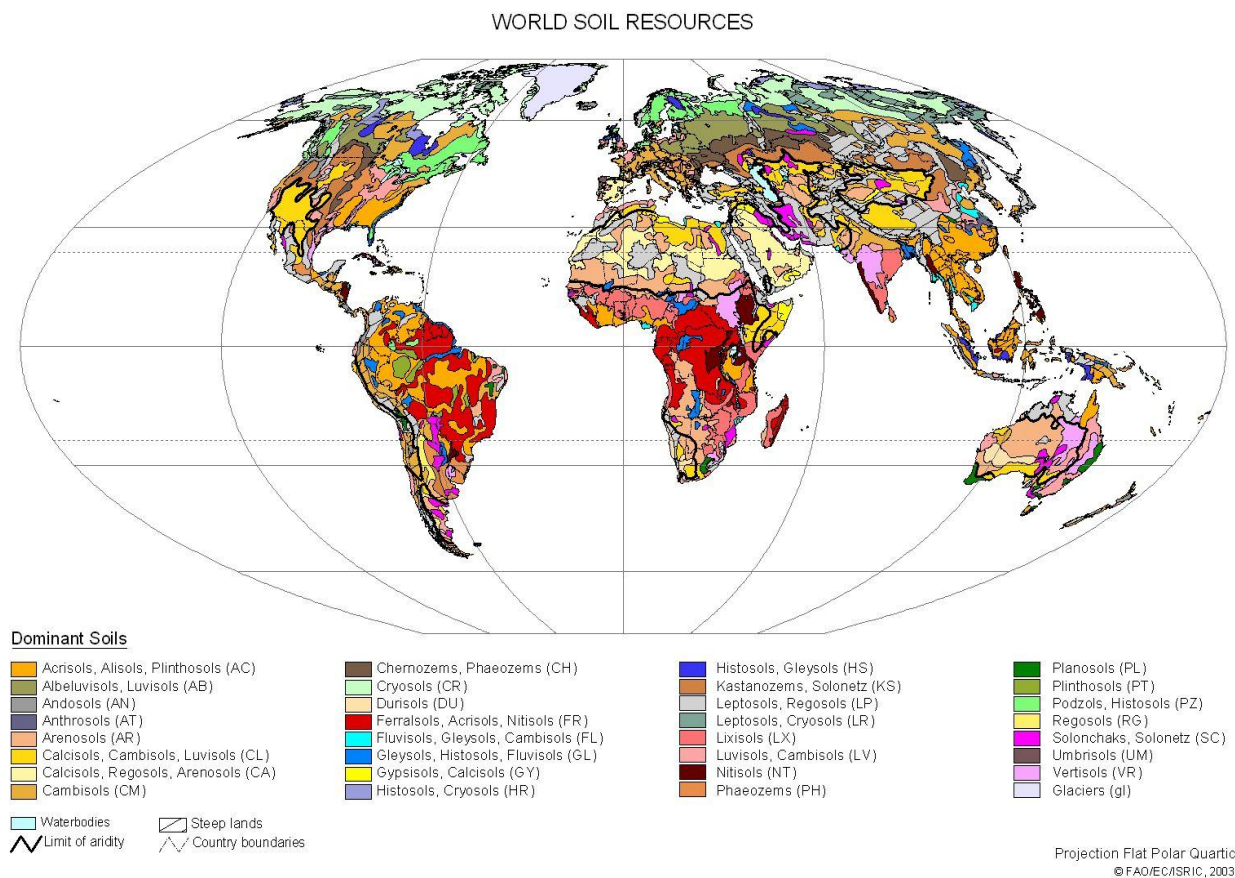 WORLD SOIL RESOURCES
Dominant Soils
Acrisols, Alisols, Plinthosols (AC)
Albeluvisols, Luvisols (AB)
Andosols (AN)
Anthrosols (AT)
Arenosols (AR)
Calcisols, Cambisols, Luvisols (CL)
Calcisols, Regosols, Arenosols (CA)
Cambisols (CM)
Chernozems, Phaeozems (CH)
Cryosols (CR)
Durisols (DU)
Ferralsols, Acrisols, Nitisols (FR)
Fluvisols, Gleysols, Cambisols (FL)
Gleysols, Histosols, Fluvisols (GL)
Gypsisols, Calcisols (GY)
Histosols, Cryosols (HR)
Histosols, Gleysols (HS)
Kastanozems, Solonetz (KS)
Leptosols, Regosols (LP)
Leptosols, Cryosols (LR)
Lixisols (LX)
Luvisols, Cambisols (LV)
Nitisols (NT)
Phaeozems (PH)
Planosols (PL)
Plinthosols (PT)
Podzols, Histosols (PZ)
Regosols (RG)
Solonchaks, Solonetz (SC)
Umbrisols (UM)
Vertisols (VR)
Glaciers (gl)
Waterbodies
Limit of aridity
Steep lands
Country boundaries
Projection Flat Polar Quartic
© FAO/EC/ISRIC, 2003